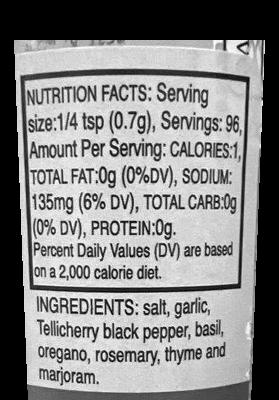 NUTRITION FACTS: Serving
size:1/4 tsp (0.7g), Servings: 96,
Amount Per Serving: CALORIES:1,
TOTAL FAT:0g (0%DV), SODIUM:
135mg (6% DV), TOTAL CARB:0g
(0% DV), PROTEIN:0g.
Percent Daily Values (DV) are based
on a 2,000 calorie diet.
INGREDIENTS: salt, garlic,
Tellicherry black pepper, basil,
oregano, rosemary, thyme and
marjoram.